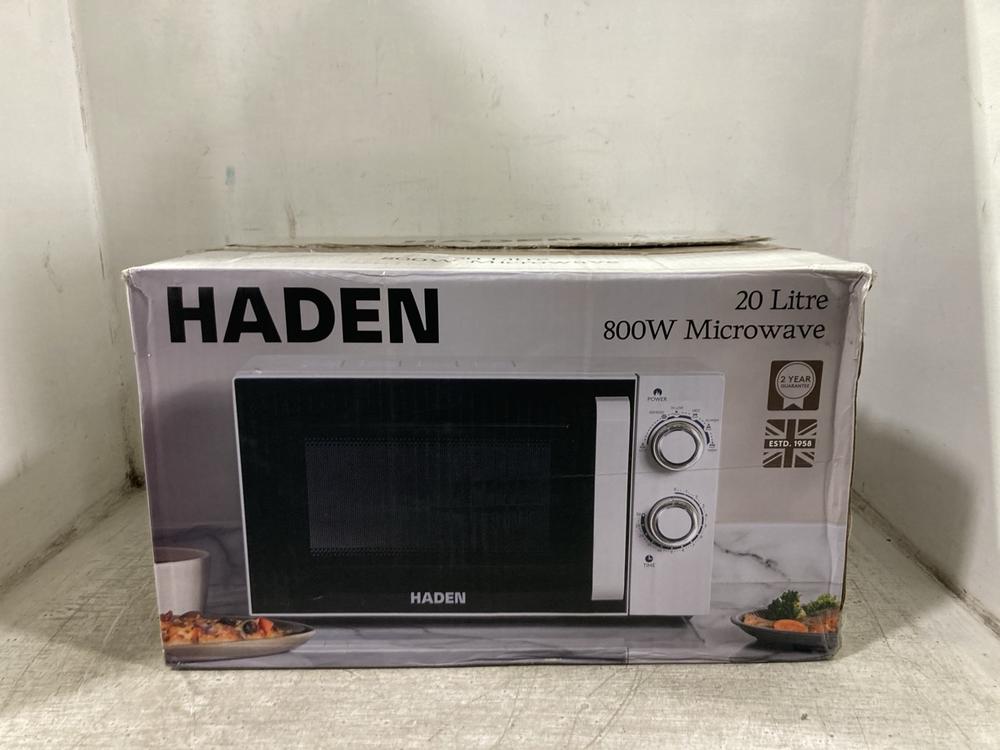 HADEN
20 Litre
800W Microwave
2 YEAR
GUARANTEE
ESTD. 1958
POWER
TIME
HADEN